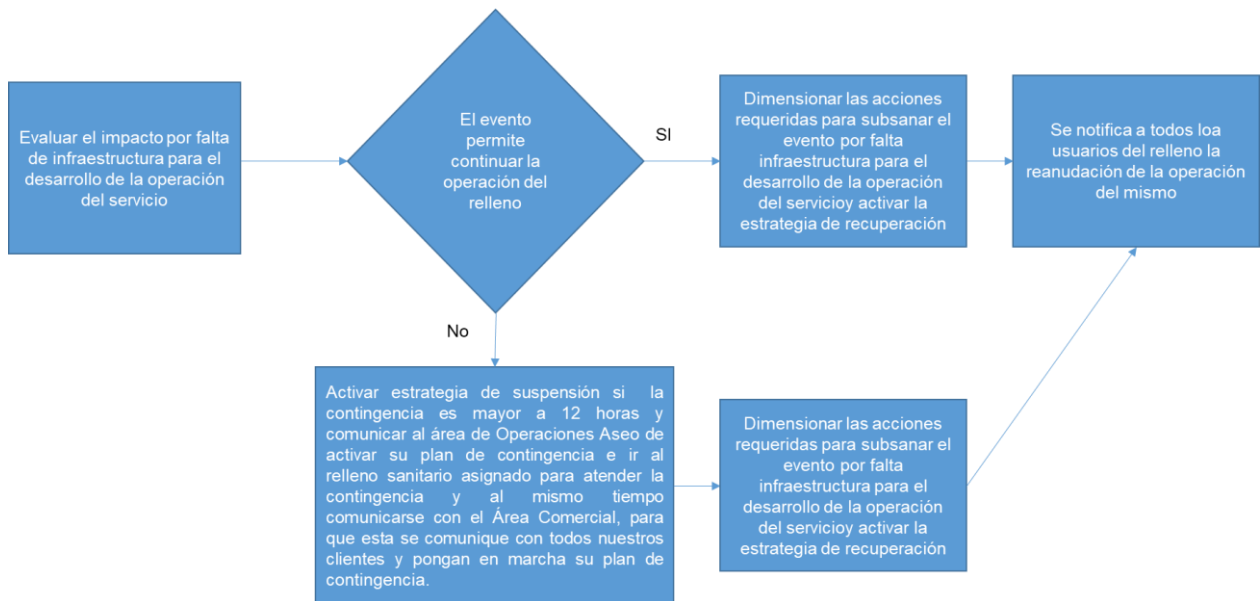 Evaluar el impacto por falta
de infraestructura para el
desarrollo de la operación
del servicio
El evento
permite
continuar la
operación del
relleno
SI
Dimensionar las acciones
requeridas para subsanar el
evento por falta
infraestructura para el
desarrollo de la operación
del servicioy activar la
estrategia de recuperación
Se notifica a todos loa
usuarios del relleno la
reanudación de la operación
del mismo
No
Activar estrategia de suspensión si la
contingencia es mayor a 12 horas y
comunicar al área de Operaciones Aseo de
activar su plan de contingencia e ir al
relleno sanitario asignado para atender la
contingencia y al mismo tiempo
comunicarse con el Área Comercial, para
que esta se comunique con todos nuestros
clientes y pongan en marcha su plan de
contingencia.
Dimensionar las acciones
requeridas para subsanar el
evento por falta
infraestructura para el
desarrollo de la operación
del servicioy activar la
estrategia de recuperación